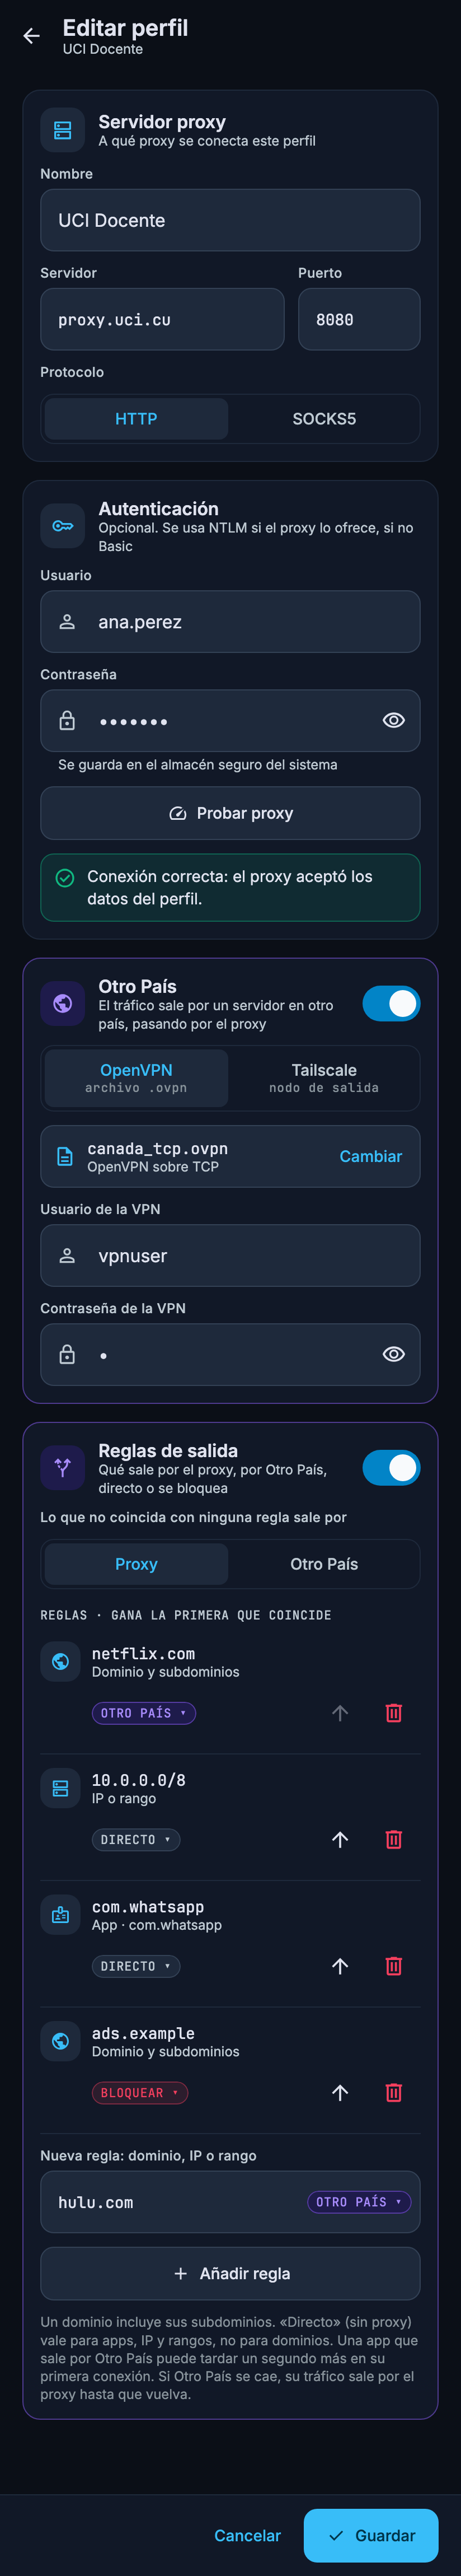 Editar perfil
UCI Docente
Servidor proxy
A qué proxy se conecta este perfil
Nombre
UCI Docente
Servidor
Puerto
proxy.uci.cu
8080
Protocolo
HTTP
SOCKS5
Autenticación
Opcional. Se usa NTLM si el proxy lo ofrece, si no
Basic
Usuario
ana.perez
Contraseña
•••••••
Se guarda en el almacén seguro del sistema
Probar proxy
Conexión correcta: el proxy aceptó los
datos del perfil.
Otro País
El tráfico sale por un servidor en otro
país, pasando por el proxy
OpenVPN
archivo .ovpn
Tailscale
nodo de salida
canada_tcp.ovpn
OpenVPN sobre TCP
Cambiar
Usuario de la VPN
vpnuser
Contraseña de la VPN
•
Reglas de salida
Qué sale por el proxy, por Otro País,
directo o se bloquea
Lo que no coincida con ninguna regla sale por
Proxy
Otro País
REGLAS · GANA LA PRIMERA QUE COINCIDE
netflix.com
Dominio y subdominios
OTRO PAÍS ▾
10.0.0.0/8
IP o rango
DIRECTO ▾
com.whatsapp
App · com.whatsapp
DIRECTO ▾
ads.example
Dominio y subdominios
BLOQUEAR ▾
Nueva regla: dominio, IP o rango
hulu.com
OTRO PAÍS ▾
Añadir regla
Un dominio incluye sus subdominios. «Directo» (sin proxy)
vale para apps, IP y rangos, no para dominios. Una app que
sale por Otro País puede tardar un segundo más en su
primera conexión. Si Otro País se cae, su tráfico sale por el
proxy hasta que vuelva.
Cancelar
Guardar